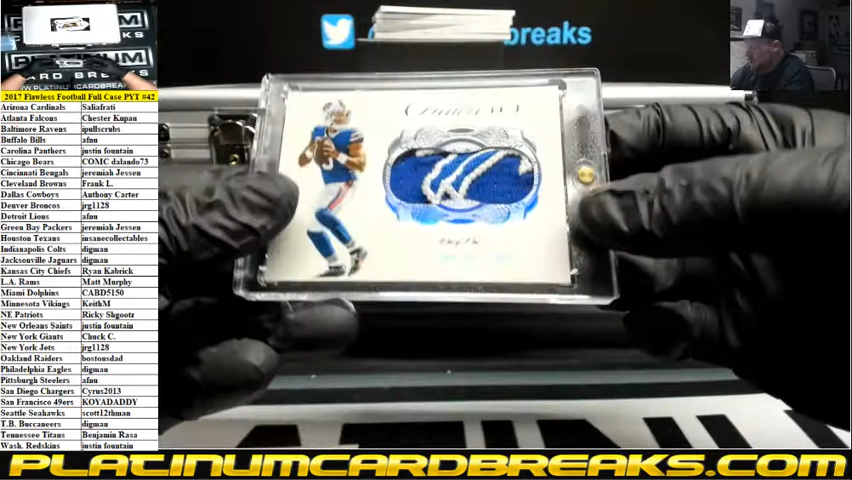 2017 Flawless Football Full Case PYT #42
Arizona Cardinals Saliafrati
Atlanta Falcons Chester Kupau
Baltimore Ravens ipullscrubs
Buffalo Bills afnu
Carolina Panthers justin fountain
Chicago Bears COMC dalando73
Cincinnati Bengals jeremiah Jessen
Cleveland Browns Frank L.
Dallas Cowboys Anthony Carter
Denver Broncos jrg1128
Detroit Lions afnu
Green Bay Packers jeremiah Jessen
Houston Texans insanecollectables
Indianapolis Colts digman
Jacksonville Jaguars digman
Kansas City Chiefs Ryan Kabrick
L.A. Rams Matt Murphy
Miami Dolphins CABD5150
Minnesota Vikings KeithM
NE Patriots Ricky Shgootz
New Orleans Saints justin fountain
New York Giants Chuck C.
New York Jets jrg1128
Oakland Raiders bostonsdad
Philadelphia Eagles digman
Pittsburgh Steelers afnu
San Diego Chargers Cyrus2013
San Francisco 49ers KOYADADDY
Seattle Seahawks scott12thman
T.B. Buccaneers digman
Tennessee Titans Benjamin Rasa
Wash. Redskins justin fountain
breaks
CARD BREAKS
WWW.PLATINUMCARDBREAKS.COM
PLATINUMCARDBREAKS.COM